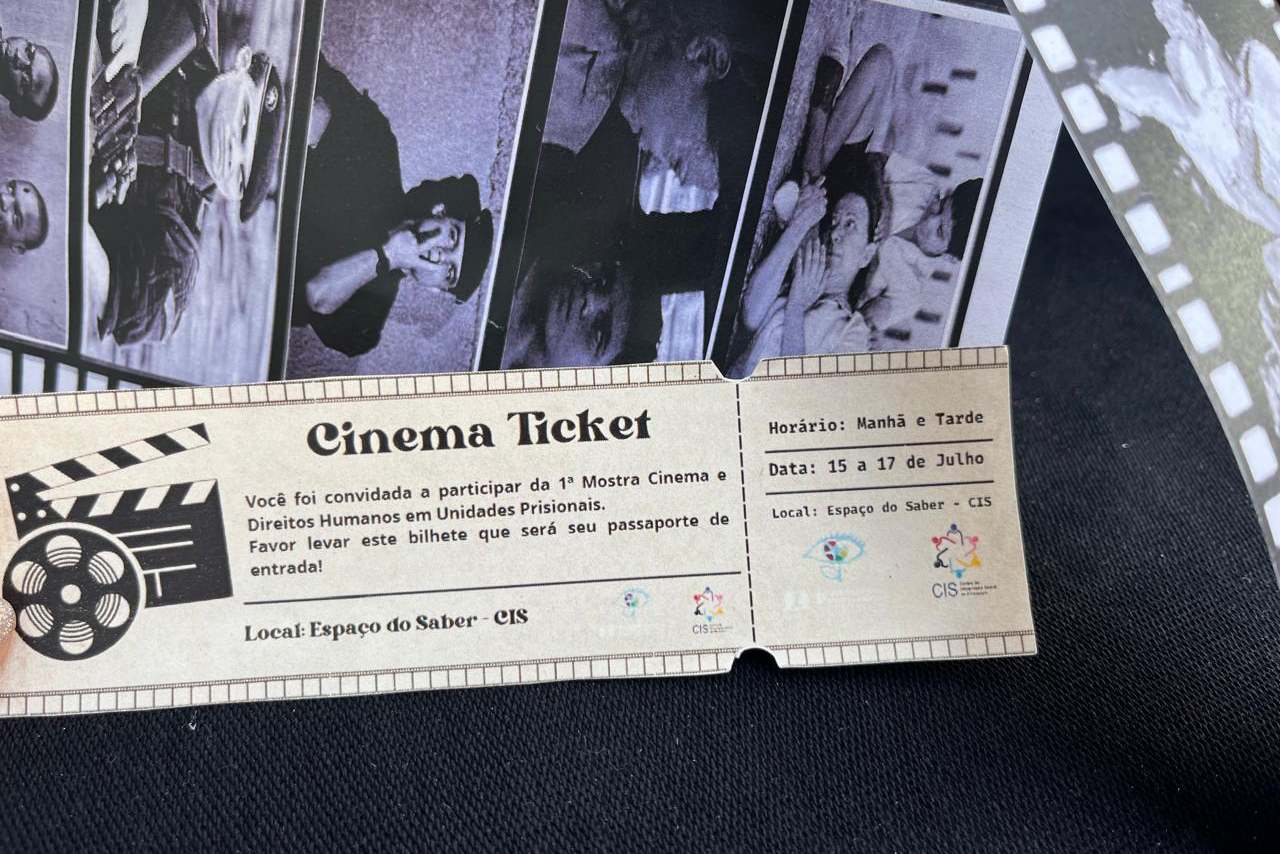 Cinema Ticket
Você foi convidada a participar da 1ª Mostra Cinema e
Direitos Humanos em Unidades Prisionais.
Favor levar este bilhete que será seu passaporte de
entrada!
Local: Espaço do Saber - CIS
CIS
Horário: Manhã e Tarde
Data: 15 a 17 de Julho
Local: Espaço do Saber - CIS
CIS